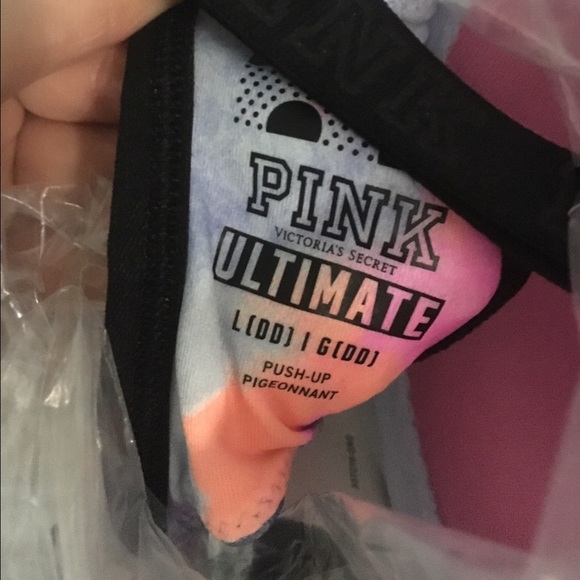 PINK
VICTORIA'S SECRET
ULTIMATE
L(DD) | G(DD)
PUSH-UP
PIGEONNANT